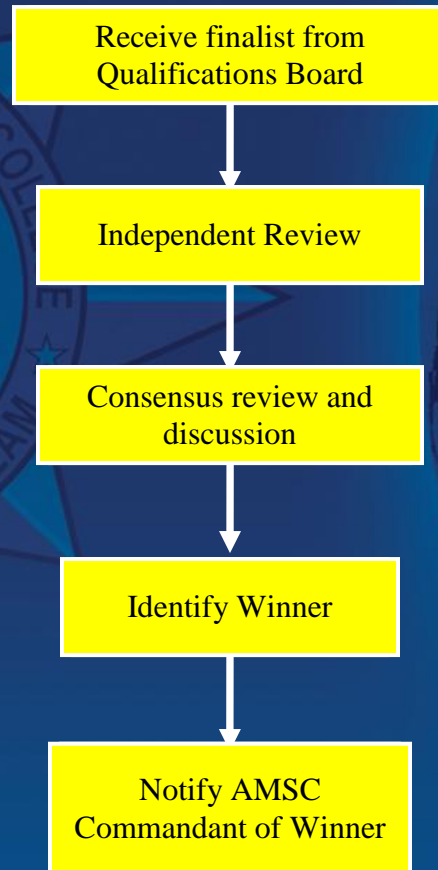 Receive finalist from
Qualifications Board
Independent Review
Consensus review and
discussion
Identify Winner
Notify AMSC
Commandant of Winner